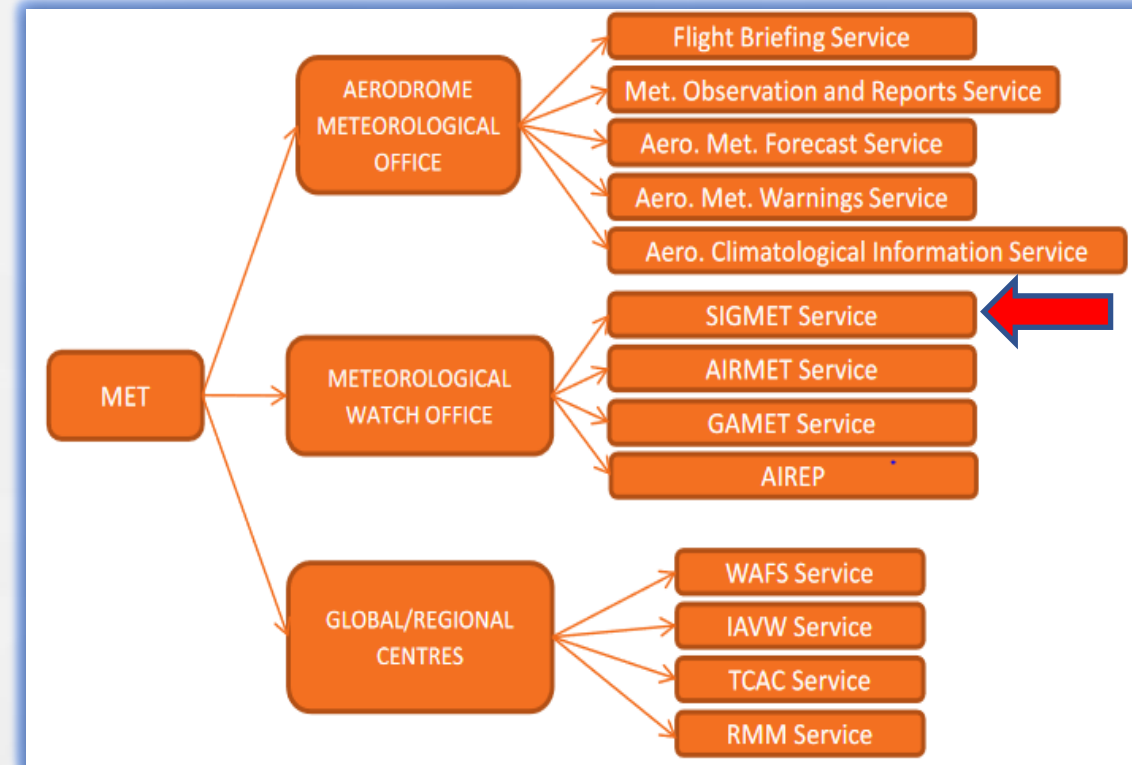 MET
AERODROME
METEOROLOGICAL
OFFICE
Flight Briefing Service
Met. Observation and Reports Service
Aero. Met. Forecast Service
Aero. Met. Warnings Service
Aero. Climatological Information Service
METEOROLOGICAL
WATCH OFFICE
SIGMET Service
AIRMET Service
GAMET Service
AIREP
GLOBAL/REGIONAL
CENTRES
WAFS Service
IAVW Service
TCAC Service
RMM Service